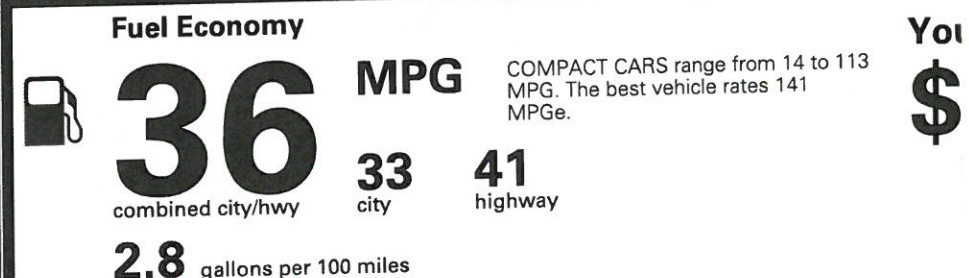 Fuel Economy
36 MPG
combined city/hwy
COMPACT CARS range from 14 to 113
MPG. The best vehicle rates 141
MPGe.
33
city
41
highway
2.8 gallons per 100 miles
$